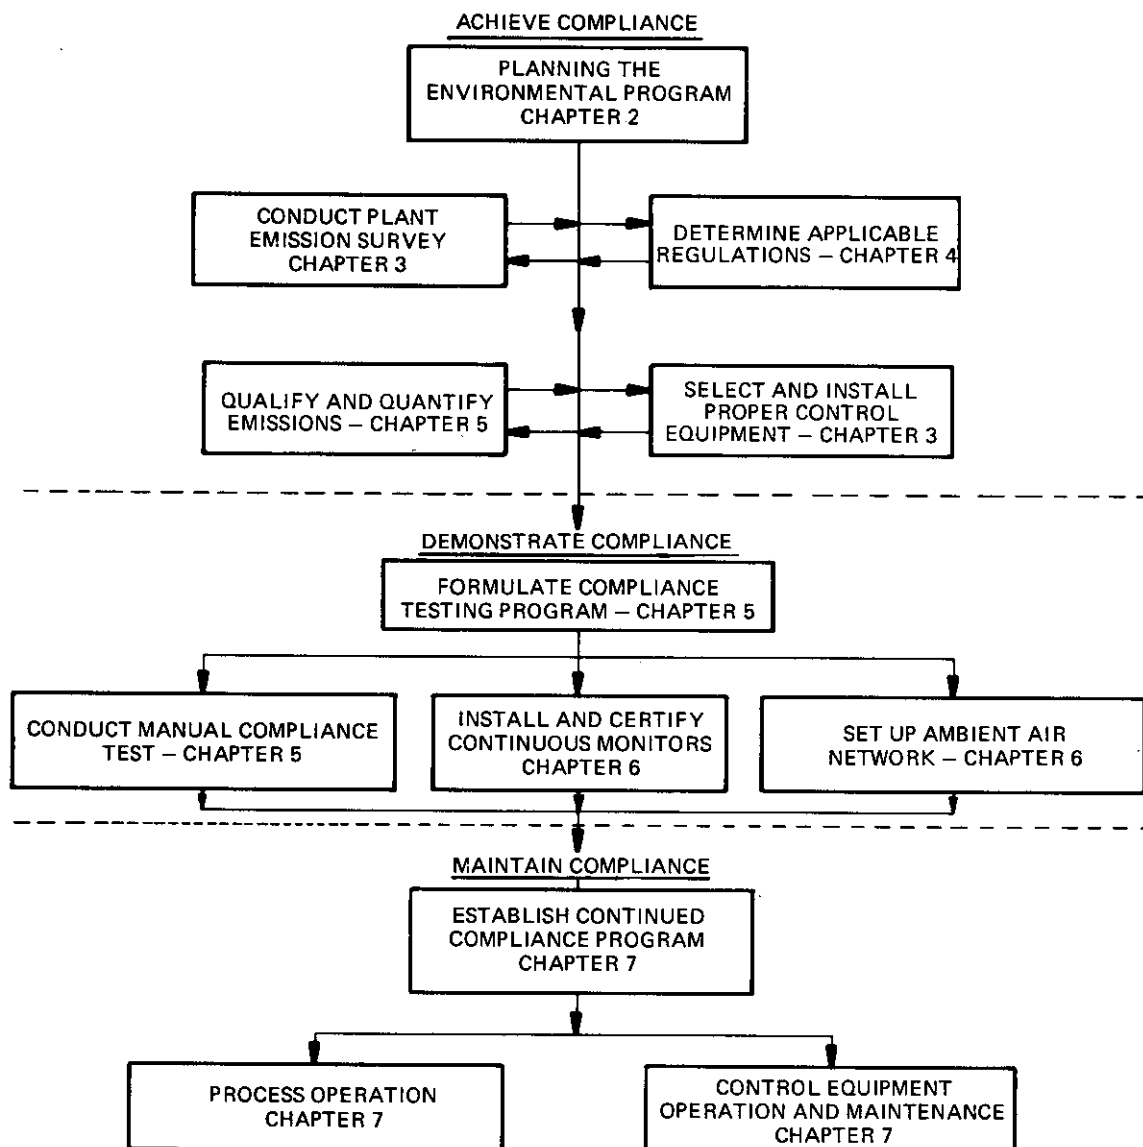 ACHIEVE COMPLIANCE
PLANNING THE
ENVIRONMENTAL PROGRAM
CHAPTER 2
CONDUCT PLANT
EMISSION SURVEY
CHAPTER 3
DETERMINE APPLICABLE
REGULATIONS – CHAPTER 4
QUALIFY AND QUANTIFY
EMISSIONS – CHAPTER 5
SELECT AND INSTALL
PROPER CONTROL
EQUIPMENT – CHAPTER 3
DEMONSTRATE COMPLIANCE
FORMULATE COMPLIANCE
TESTING PROGRAM – CHAPTER 5
CONDUCT MANUAL COMPLIANCE
TEST – CHAPTER 5
INSTALL AND CERTIFY
CONTINUOUS MONITORS
CHAPTER 6
SET UP AMBIENT AIR
NETWORK – CHAPTER 6
MAINTAIN COMPLIANCE
ESTABLISH CONTINUED
COMPLIANCE PROGRAM
CHAPTER 7
PROCESS OPERATION
CHAPTER 7
CONTROL EQUIPMENT
OPERATION AND MAINTENANCE
CHAPTER 7